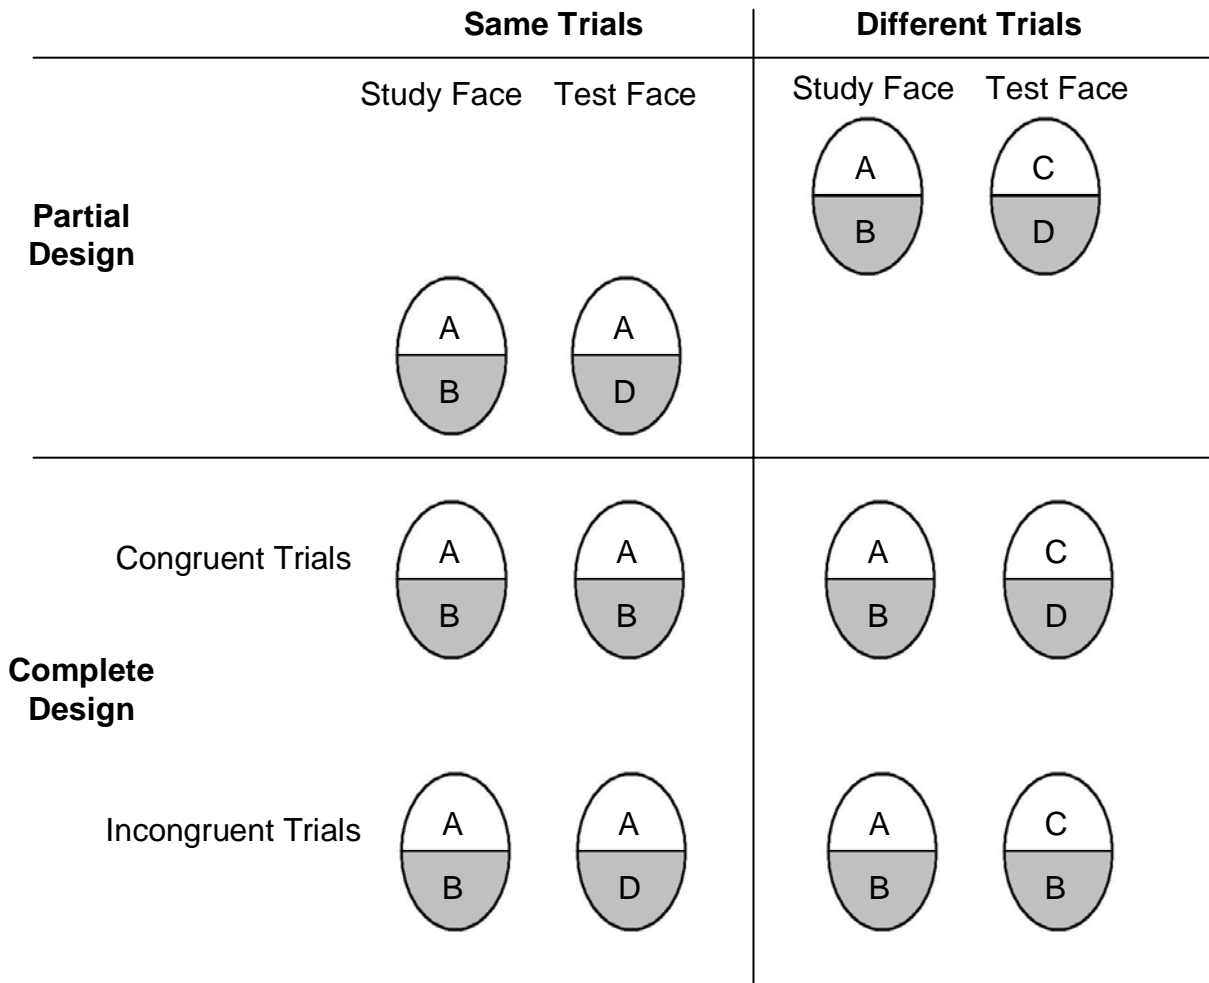 Same Trials
Different Trials
Study Face
Test Face
Study Face
Test Face
A
C
B
D
Partial
Design
A
A
B
D
Congruent Trials
A
A
A
C
B
B
B
D
Complete
Design
Incongruent Trials
A
A
A
C
B
D
B
B